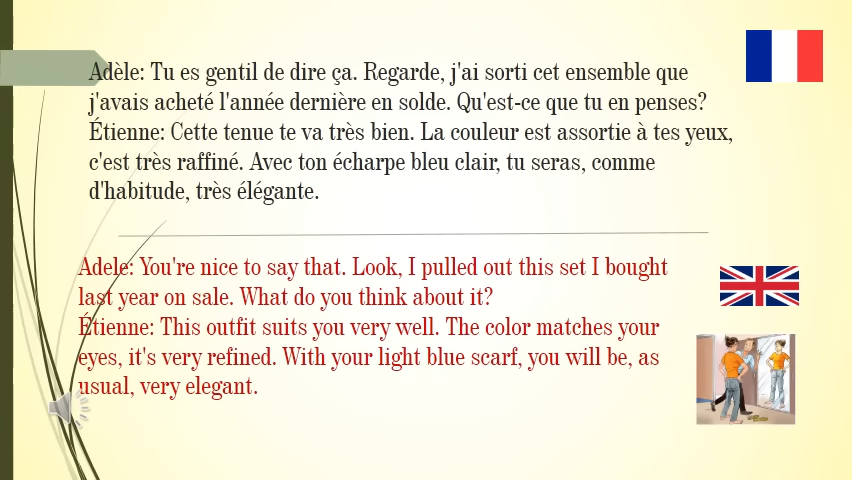 Adèle: Tu es gentil de dire ça. Regarde, j'ai sorti cet ensemble que
j'avais acheté l'année dernière en solde. Qu'est-ce que tu en penses?
Étienne: Cette tenue te va très bien. La couleur est assortie à tes yeux,
c'est très raffiné. Avec ton écharpe bleu clair, tu seras, comme
d'habitude, très élégante.
Adele: You're nice to say that. Look, I pulled out this set I bought
last year on sale. What do you think about it?
Étienne: This outfit suits you very well. The color matches your
eyes, it's very refined. With your light blue scarf, you will be, as
usual, very elegant.